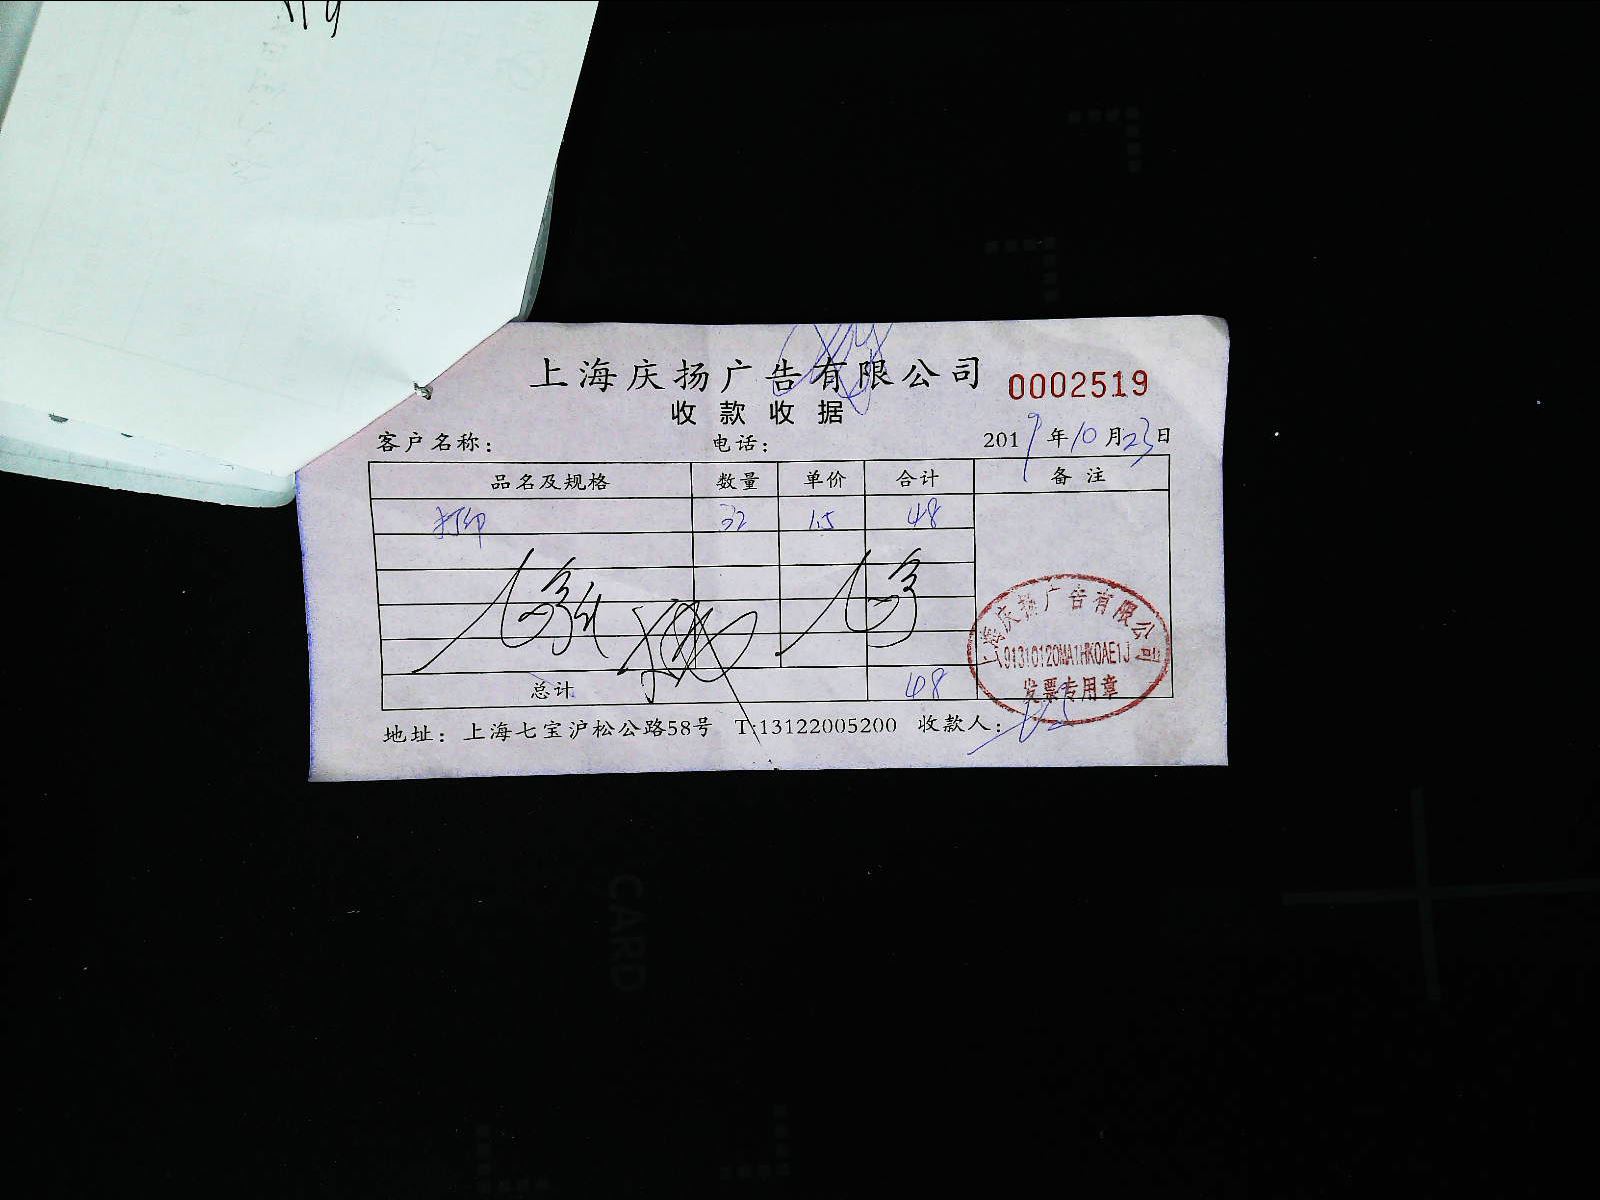 上海庆扬广告有限公司 0002519
收款收据
客户名称： 电话： 2019年10月23日
品名及规格 数量 单价 合计 备注
打印 32 1.5 48
总计 48
上海庆扬广告有限公司
91310120MA1HK0AE1J
发票专用章
地址：上海七宝沪松公路58号 T:13122005200 收款人：
CARD